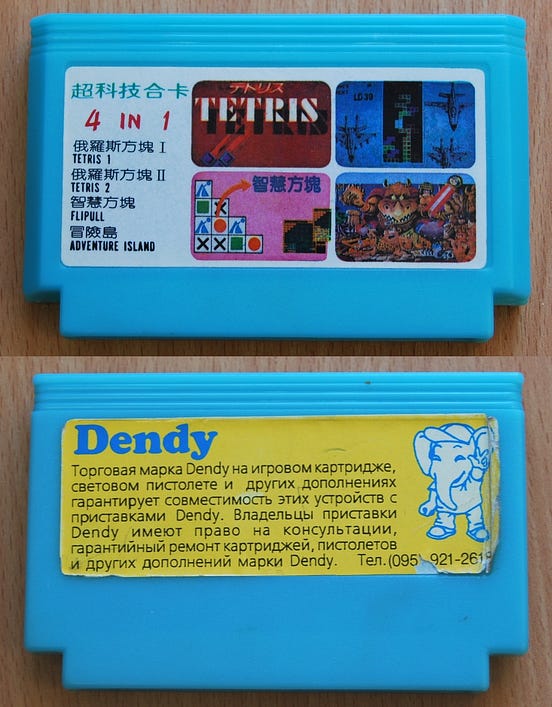 超科技合卡
4 IN 1
俄羅斯方塊 I
TETRIS 1
俄羅斯方塊 II
TETRIS 2
智慧方塊
FLIPULL
冒險島
ADVENTURE ISLAND
テトリス
TETRIS
智慧方塊
Dendy
Торговая марка Dendy на игровом картридже,
световом пистолете и других дополнениях
гарантирует совместимость этих устройств с
приставками Dendy. Владельцы приставки
Dendy имеют право на консультации,
гарантийный ремонт картриджей, пистолетов
и других дополнений марки Dendy. Тел.(095) 921-261